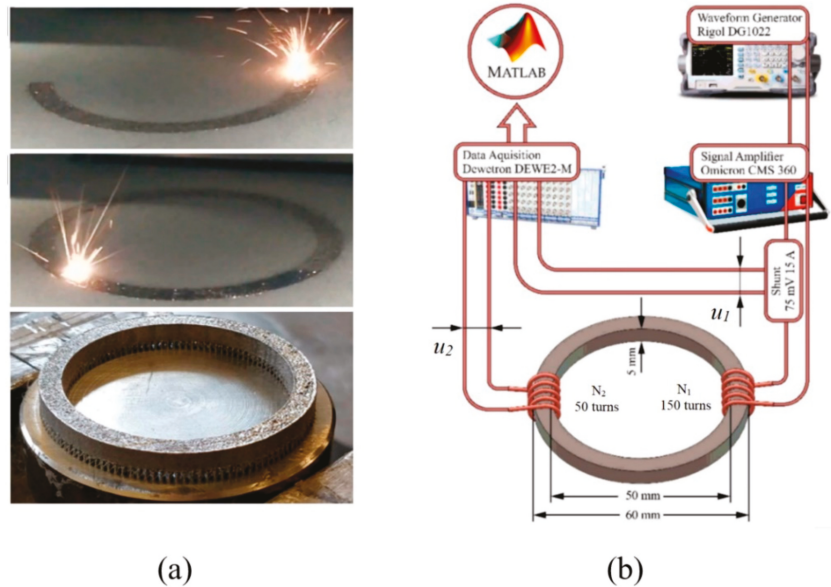 Waveform Generator
Rigol DG1022
MATLAB
Data Aquisition
Dewetron DEWE2-M
Signal Amplifier
Omicron CMS 360
Shunt
75 mV 15 A
u₁
u₂
5 mm
N₂
50 turns
N₁
150 turns
50 mm
60 mm
(a)
(b)